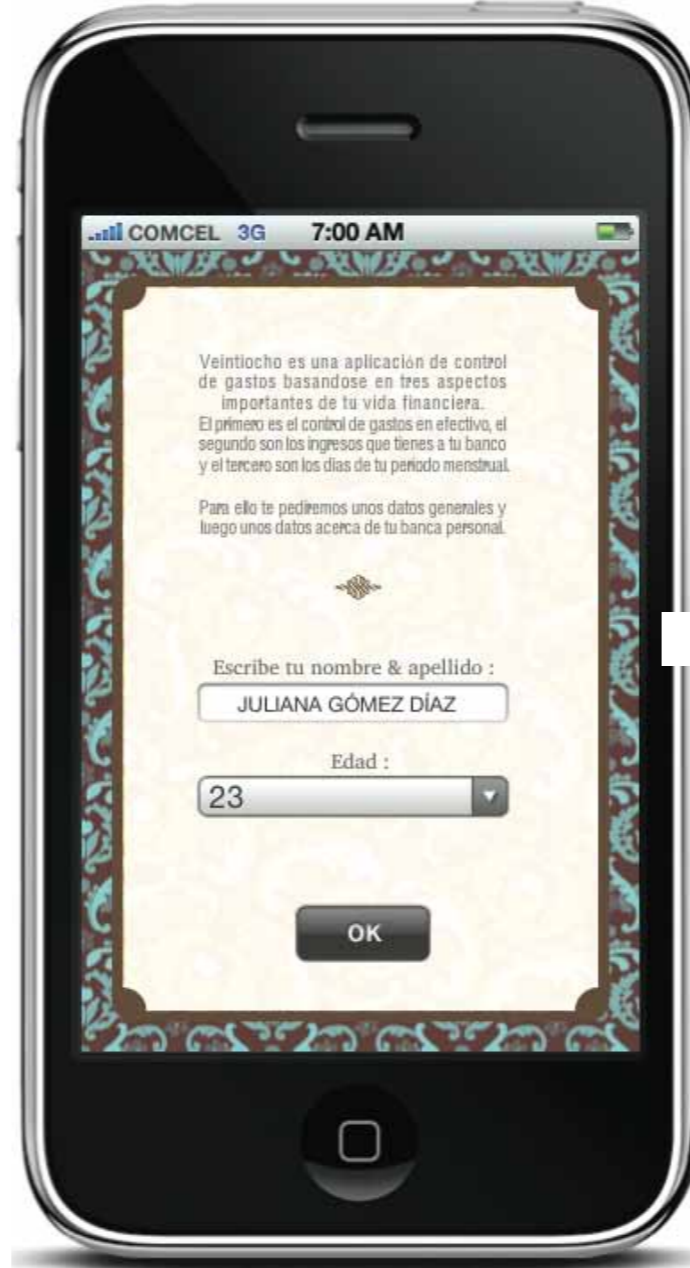 COMCEL 3G 7:00 AM
Veintiocho es una aplicación de control
de gastos basandose en tres aspectos
importantes de tu vida financiera.
El primero es el control de gastos en efectivo, el
segundo son los ingresos que tienes a tu banco
y el tercero son los dias de tu periodo menstrual.
Para ello te pediremos unos datos generales y
luego unos datos acerca de tu banca personal.
Escribe tu nombre & apellido :
JULIANA GÓMEZ DÍAZ
Edad :
23
OK